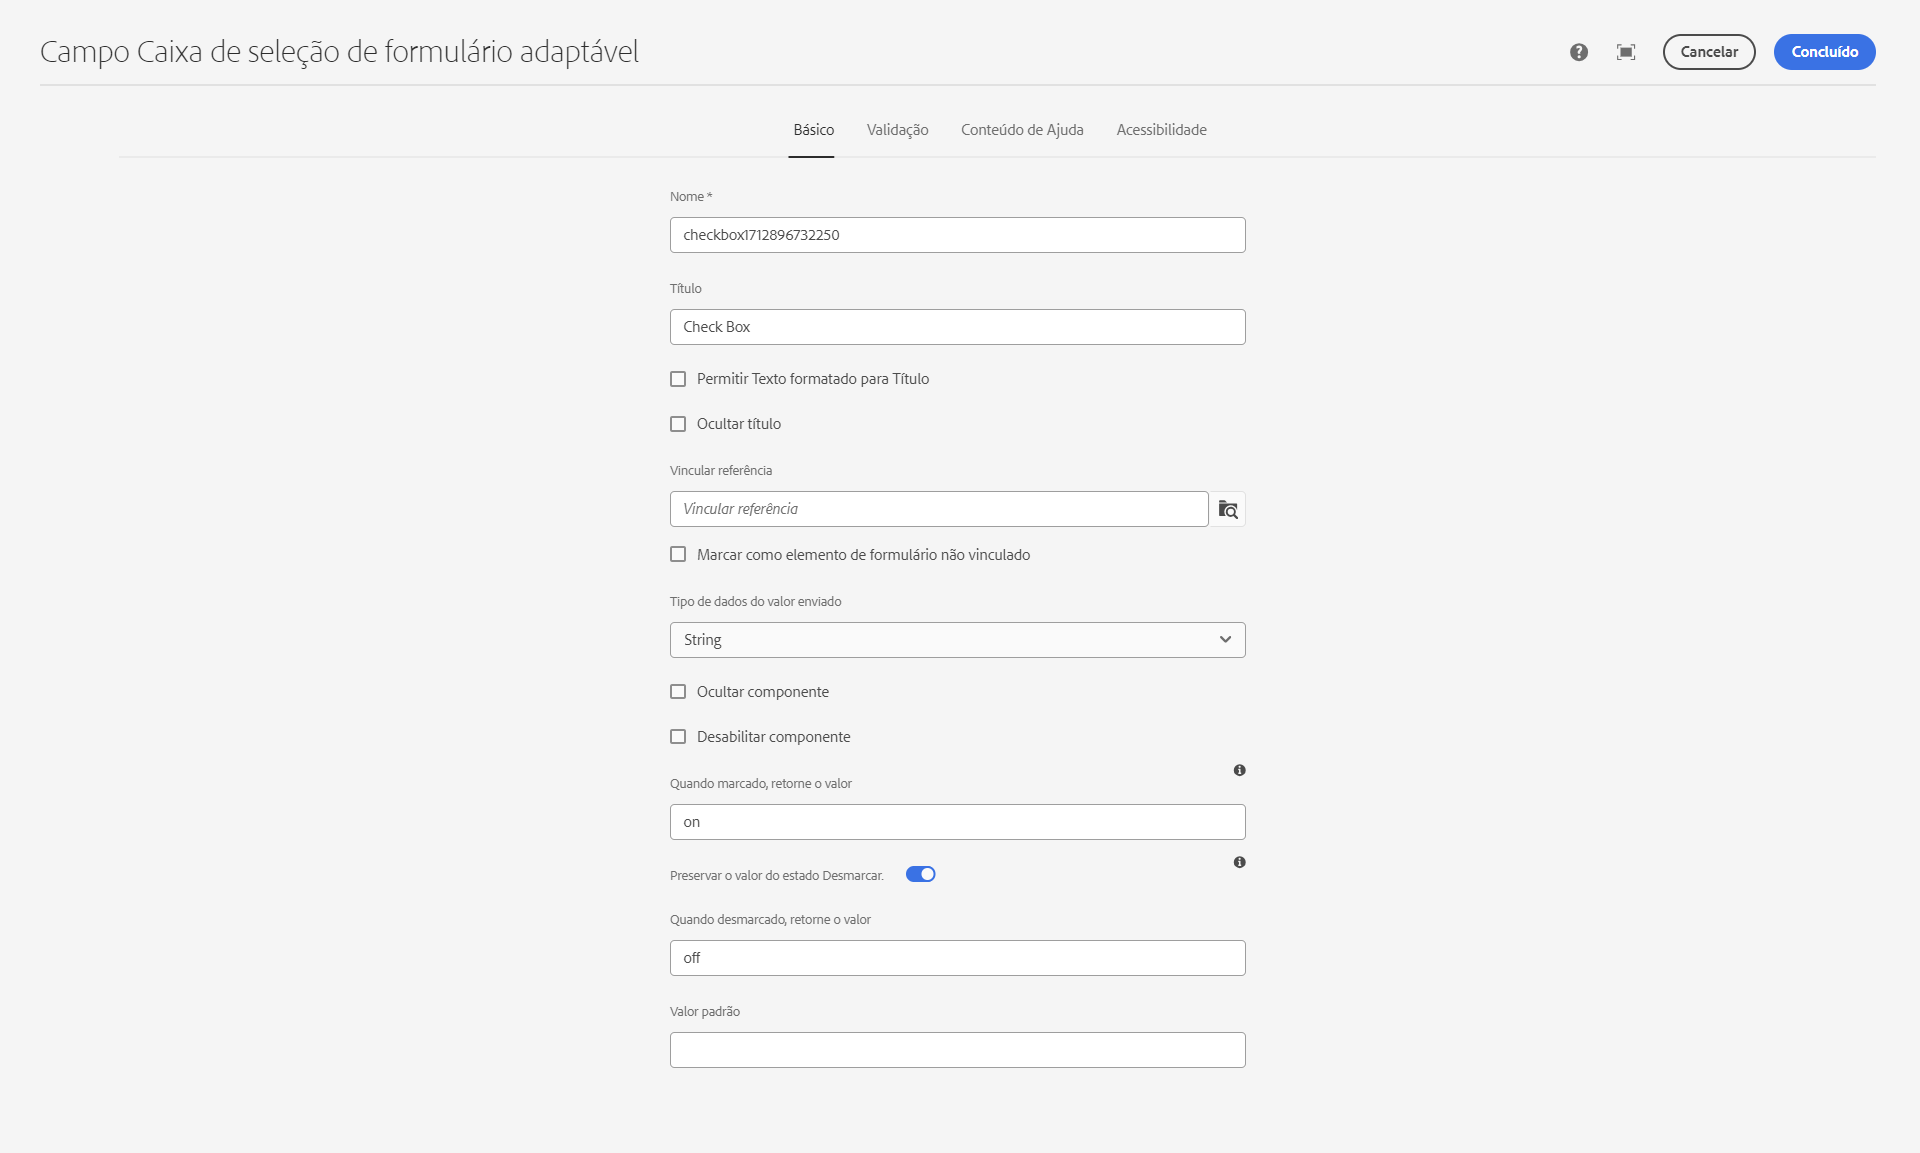 Campo Caixa de seleção de formulário adaptável
Cancelar
Concluído
Básico Validação Conteúdo de Ajuda Acessibilidade
Nome *
checkbox1712896732250
Título
Check Box
Permitir Texto formatado para Título
Ocultar título
Vincular referência
Vincular referência
Marcar como elemento de formulário não vinculado
Tipo de dados do valor enviado
String
Ocultar componente
Desabilitar componente
Quando marcado, retorne o valor
on
Preservar o valor do estado Desmarcar.
Quando desmarcado, retorne o valor
off
Valor padrão